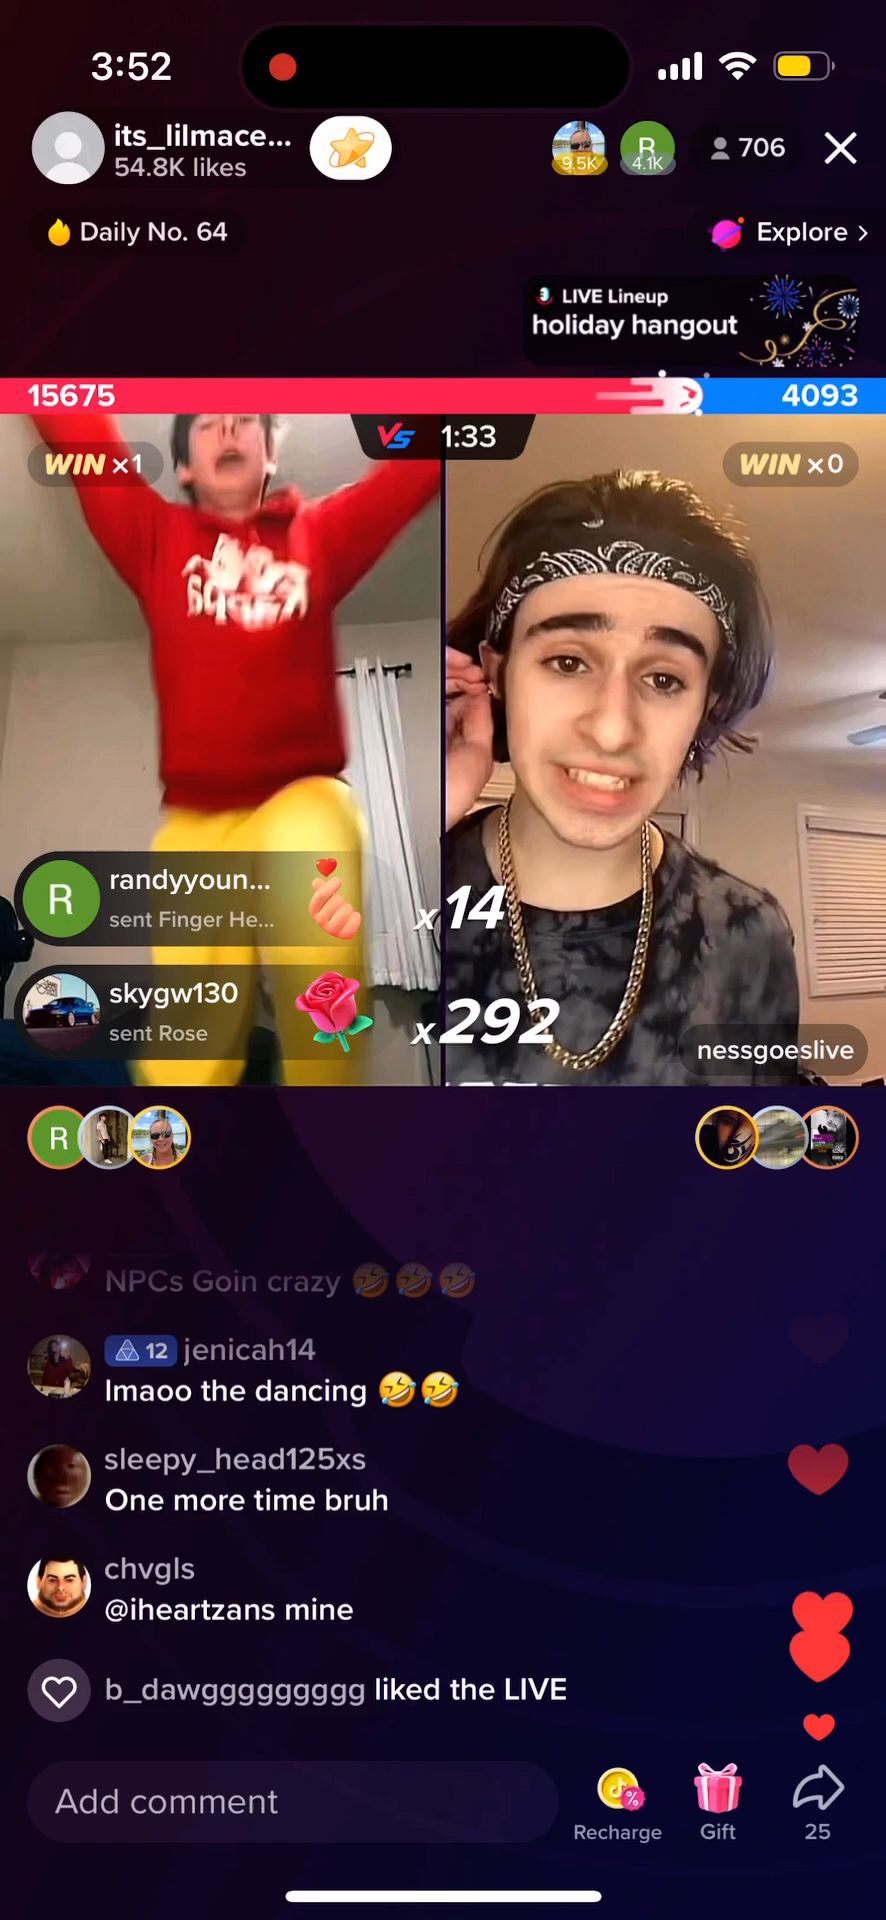 3:52
its_lilmace...
54.8K likes
9.5K
R
4.1K
706
Daily No. 64
Explore >
LIVE Lineup
holiday hangout
15675
4093
VS 1:33
WIN x1
WIN x0
R
randyyoun...
sent Finger He...
x14
skygw130
sent Rose
x292
nessgoeslive
R
NPCs Goin crazy 🤣🤣🤣
12 jenicah14
lmaoo the dancing 🤣🤣
sleepy_head125xs
One more time bruh
chvgls
@iheartzans mine
b_dawggggggggg liked the LIVE
Add comment
Recharge
Gift
25